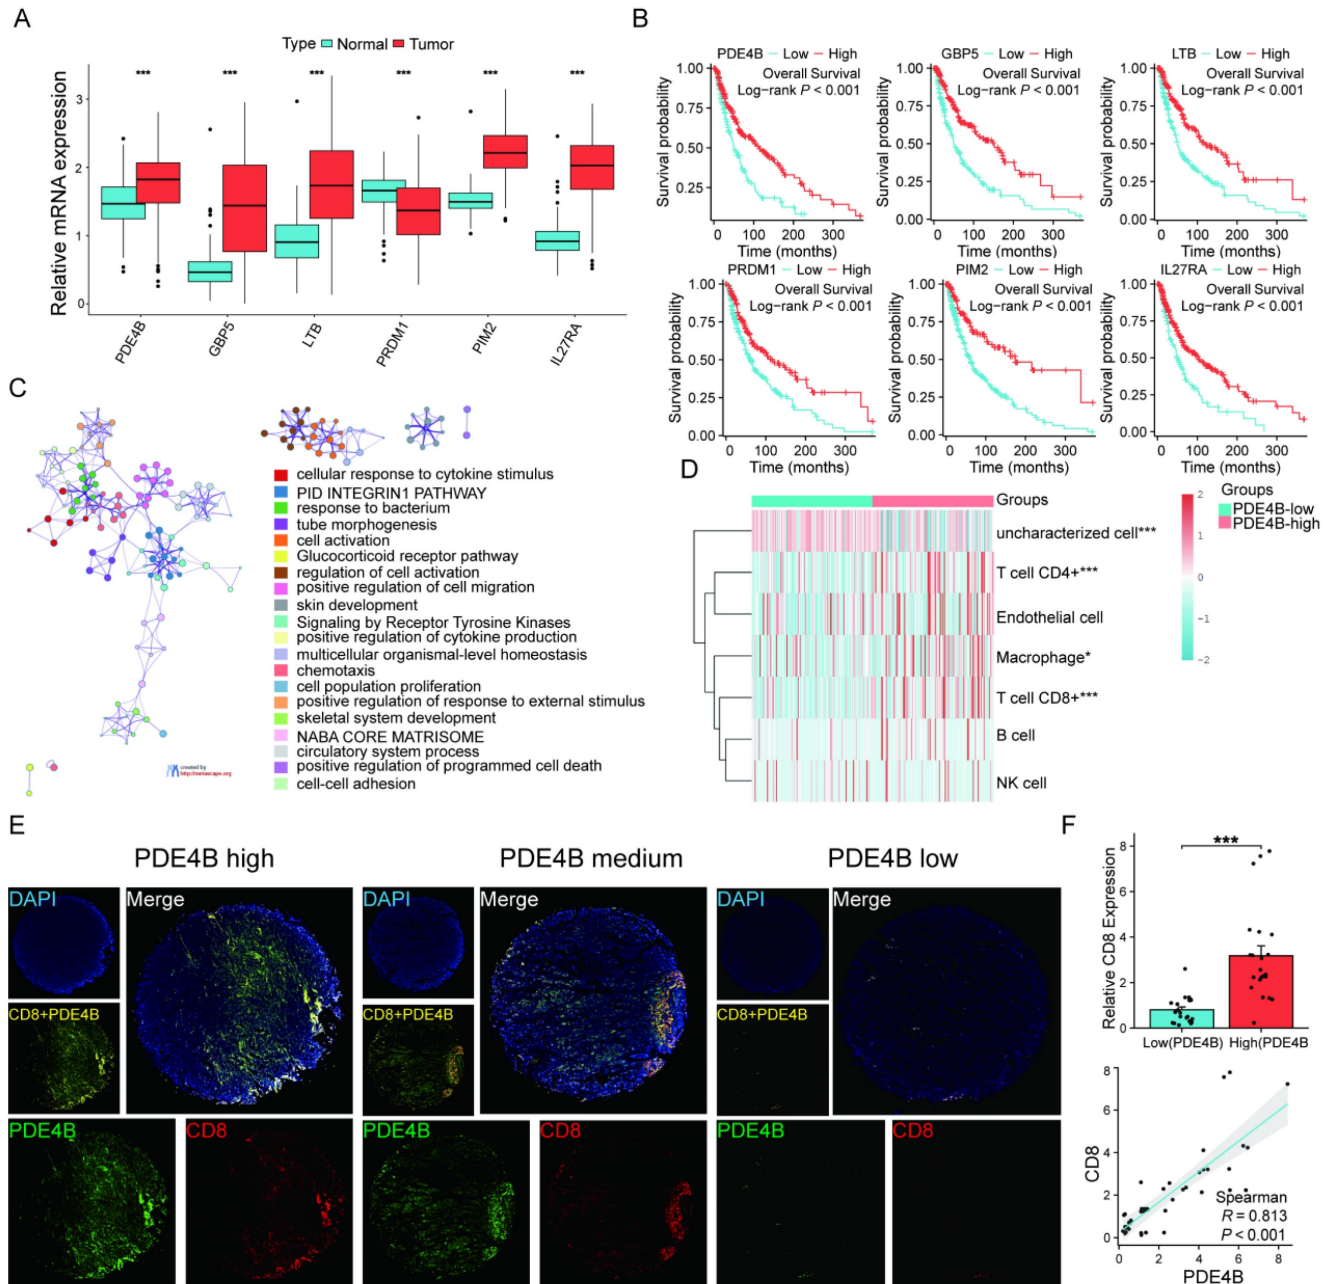 A
Type Normal Tumor
Relative mRNA expression
3
2
1
0
*** *** *** *** *** ***
PDE4B GBP5 LTB PRDM1 PIM2 IL27RA
B
PDE4B Low High
Overall Survival
Log-rank P < 0.001
Survival probability
1.00
0.75
0.50
0.25
0 100 200 300
Time (months)
GBP5 Low High
Overall Survival
Log-rank P < 0.001
Survival probability
1.00
0.75
0.50
0.25
0.00
0 100 200 300
Time (months)
LTB Low High
Overall Survival
Log-rank P < 0.001
Survival probability
1.00
0.75
0.50
0.25
0.00
0 100 200 300
Time (months)
PRDM1 Low High
Overall Survival
Log-rank P < 0.001
Survival probability
1.00
0.75
0.50
0.25
0.00
0 100 200 300
Time (months)
PIM2 Low High
Overall Survival
Log-rank P < 0.001
Survival probability
1.00
0.75
0.50
0.25
0.00
0 100 200 300
Time (months)
IL27RA Low High
Overall Survival
Log-rank P < 0.001
Survival probability
1.00
0.75
0.50
0.25
0.00
0 100 200 300
Time (months)
C
cellular response to cytokine stimulus
PID INTEGRIN1 PATHWAY
response to bacterium
tube morphogenesis
cell activation
Glucocorticoid receptor pathway
regulation of cell activation
positive regulation of cell migration
skin development
Signaling by Receptor Tyrosine Kinases
positive regulation of cytokine production
multicellular organismal-level homeostasis
chemotaxis
cell population proliferation
positive regulation of response to external stimulus
skeletal system development
NABA CORE MATRISOME
circulatory system process
positive regulation of programmed cell death
cell-cell adhesion
created by
http://metascape.org
D
Groups
uncharacterized cell***
T cell CD4+***
Endothelial cell
Macrophage*
T cell CD8+***
B cell
NK cell
2
1
0
-1
-2
Groups
PDE4B-low
PDE4B-high
E
PDE4B high
DAPI
Merge
CD8+PDE4B
PDE4B
CD8
PDE4B medium
DAPI
Merge
CD8+PDE4B
PDE4B
CD8
PDE4B low
DAPI
Merge
CD8+PDE4B
PDE4B
CD8
F
***
Relative CD8 Expression
8
6
4
2
0
Low(PDE4B) High(PDE4B
CD8
8
6
4
2
0
Spearman
R = 0.813
P < 0.001
0 2 4 6 8
PDE4B